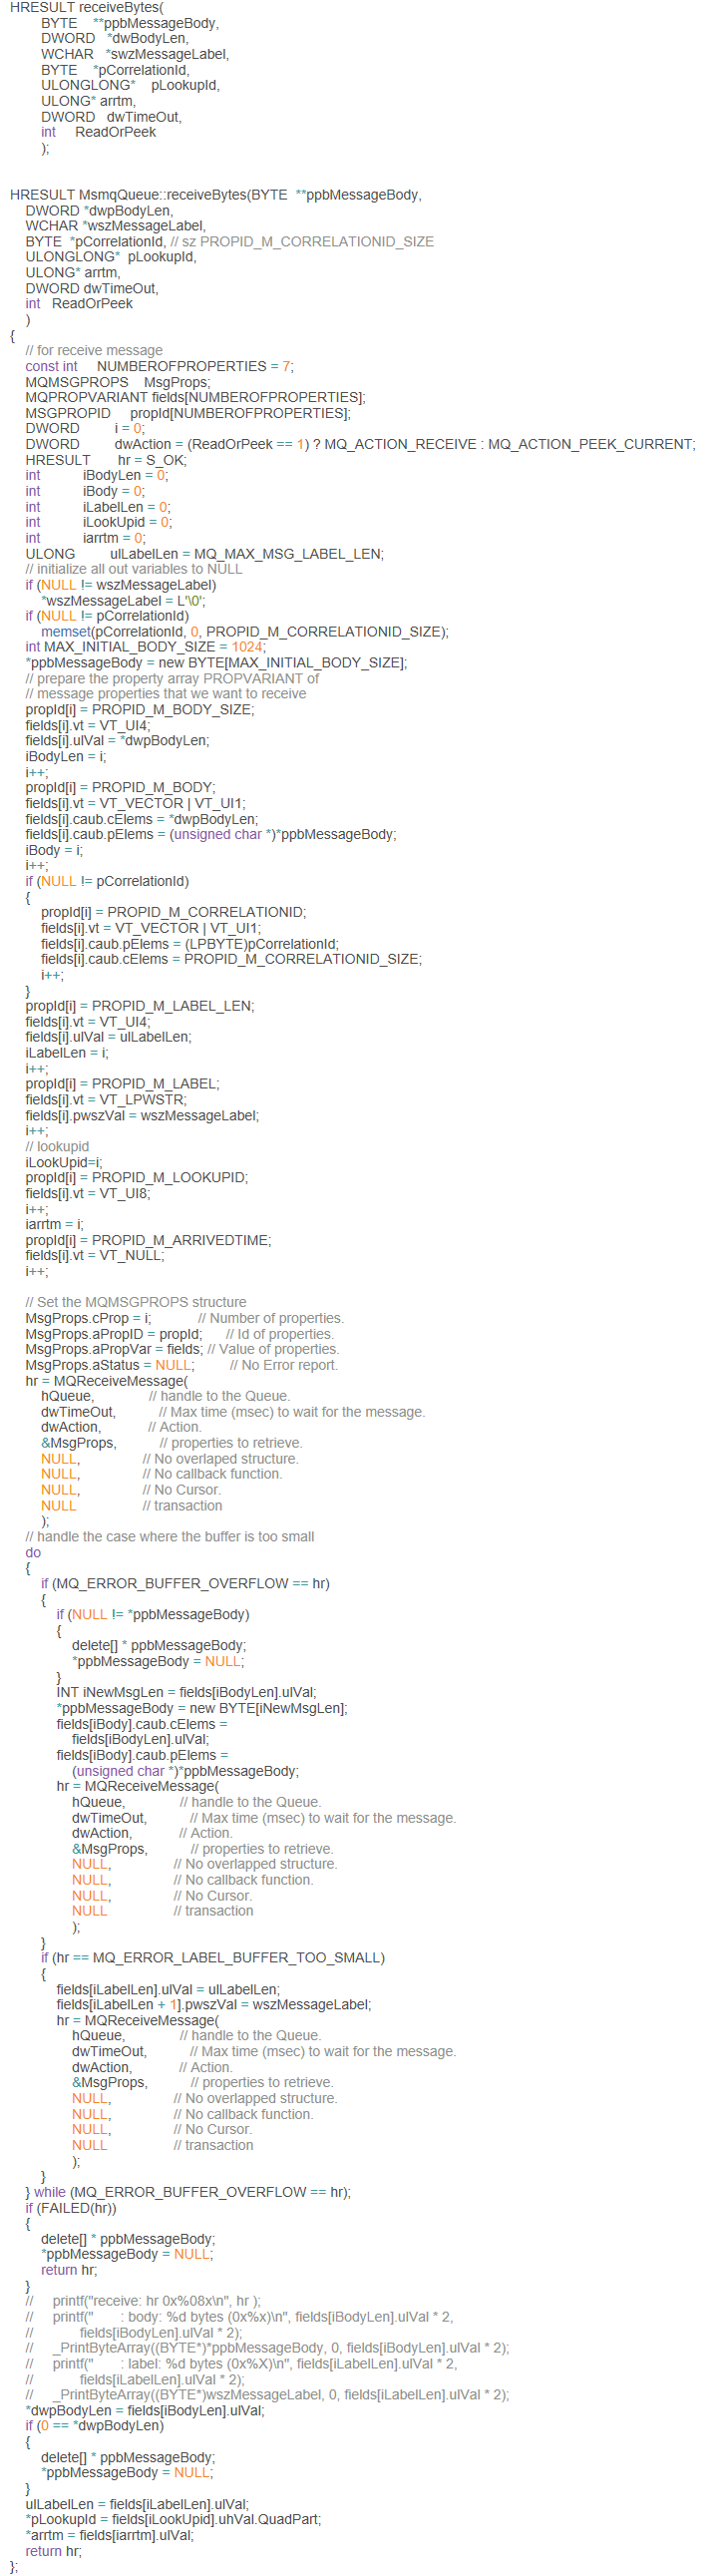 HRESULT receiveBytes(
        BYTE    **ppbMessageBody,
        DWORD   *dwBodyLen,
        WCHAR   *swzMessageLabel,
        BYTE    *pCorrelationId,
        ULONGLONG*    pLookupId,
        ULONG* arrtm,
        DWORD   dwTimeOut,
        int     ReadOrPeek
        );
HRESULT MsmqQueue::receiveBytes(BYTE  **ppbMessageBody,
    DWORD *dwpBodyLen,
    WCHAR *wszMessageLabel,
    BYTE  *pCorrelationId, // sz PROPID_M_CORRELATIONID_SIZE
    ULONGLONG*  pLookupId,
    ULONG* arrtm,
    DWORD dwTimeOut,
    int   ReadOrPeek
    )
{
    // for receive message
    const int     NUMBEROFPROPERTIES = 7;
    MQMSGPROPS    MsgProps;
    MQPROPVARIANT fields[NUMBEROFPROPERTIES];
    MSGPROPID     propId[NUMBEROFPROPERTIES];
    DWORD         i = 0;
    DWORD         dwAction = (ReadOrPeek == 1) ? MQ_ACTION_RECEIVE : MQ_ACTION_PEEK_CURRENT;
    HRESULT       hr = S_OK;
    int           iBodyLen = 0;
    int           iBody = 0;
    int           iLabelLen = 0;
    int           iLookUpid = 0;
    int           iarrtm = 0;
    ULONG         ulLabelLen = MQ_MAX_MSG_LABEL_LEN;
    // initialize all out variables to NULL
    if (NULL != wszMessageLabel)
        *wszMessageLabel = L'\0';
    if (NULL != pCorrelationId)
        memset(pCorrelationId, 0, PROPID_M_CORRELATIONID_SIZE);
    int MAX_INITIAL_BODY_SIZE = 1024;
    *ppbMessageBody = new BYTE[MAX_INITIAL_BODY_SIZE];
    // prepare the property array PROPVARIANT of
    // message properties that we want to receive
    propId[i] = PROPID_M_BODY_SIZE;
    fields[i].vt = VT_UI4;
    fields[i].ulVal = *dwpBodyLen;
    iBodyLen = i;
    i++;
    propId[i] = PROPID_M_BODY;
    fields[i].vt = VT_VECTOR | VT_UI1;
    fields[i].caub.cElems = *dwpBodyLen;
    fields[i].caub.pElems = (unsigned char *)*ppbMessageBody;
    iBody = i;
    i++;
    if (NULL != pCorrelationId)
    {
        propId[i] = PROPID_M_CORRELATIONID;
        fields[i].vt = VT_VECTOR | VT_UI1;
        fields[i].caub.pElems = (LPBYTE)pCorrelationId;
        fields[i].caub.cElems = PROPID_M_CORRELATIONID_SIZE;
        i++;
    }
    propId[i] = PROPID_M_LABEL_LEN;
    fields[i].vt = VT_UI4;
    fields[i].ulVal = ulLabelLen;
    iLabelLen = i;
    i++;
    propId[i] = PROPID_M_LABEL;
    fields[i].vt = VT_LPWSTR;
    fields[i].pwszVal = wszMessageLabel;
    i++;
    // lookupid
    iLookUpid=i;
    propId[i] = PROPID_M_LOOKUPID;
    fields[i].vt = VT_UI8;
    i++;
    iarrtm = i;
    propId[i] = PROPID_M_ARRIVEDTIME;
    fields[i].vt = VT_NULL;
    i++;
    // Set the MQMSGPROPS structure
    MsgProps.cProp = i;            // Number of properties.
    MsgProps.aPropID = propId;      // Id of properties.
    MsgProps.aPropVar = fields; // Value of properties.
    MsgProps.aStatus = NULL;         // No Error report.
    hr = MQReceiveMessage(
        hQueue,              // handle to the Queue.
        dwTimeOut,           // Max time (msec) to wait for the message.
        dwAction,            // Action.
        &MsgProps,           // properties to retrieve.
        NULL,                // No overlaped structure.
        NULL,                // No callback function.
        NULL,                // No Cursor.
        NULL                 // transaction
        );
    // handle the case where the buffer is too small
    do
    {
        if (MQ_ERROR_BUFFER_OVERFLOW == hr)
        {
            if (NULL != *ppbMessageBody)
            {
                delete[] * ppbMessageBody;
                *ppbMessageBody = NULL;
            }
            INT iNewMsgLen = fields[iBodyLen].ulVal;
            *ppbMessageBody = new BYTE[iNewMsgLen];
            fields[iBody].caub.cElems =
                fields[iBodyLen].ulVal;
            fields[iBody].caub.pElems =
                (unsigned char *)*ppbMessageBody;
            hr = MQReceiveMessage(
                hQueue,              // handle to the Queue.
                dwTimeOut,           // Max time (msec) to wait for the message.
                dwAction,            // Action.
                &MsgProps,           // properties to retrieve.
                NULL,                // No overlapped structure.
                NULL,                // No callback function.
                NULL,                // No Cursor.
                NULL                 // transaction
                );
        }
        if (hr == MQ_ERROR_LABEL_BUFFER_TOO_SMALL)
        {
            fields[iLabelLen].ulVal = ulLabelLen;
            fields[iLabelLen + 1].pwszVal = wszMessageLabel;
            hr = MQReceiveMessage(
                hQueue,              // handle to the Queue.
                dwTimeOut,           // Max time (msec) to wait for the message.
                dwAction,            // Action.
                &MsgProps,           // properties to retrieve.
                NULL,                // No overlapped structure.
                NULL,                // No callback function.
                NULL,                // No Cursor.
                NULL                 // transaction
                );
        }
    } while (MQ_ERROR_BUFFER_OVERFLOW == hr);
    if (FAILED(hr))
    {
        delete[] * ppbMessageBody;
        *ppbMessageBody = NULL;
        return hr;
    }
    //     printf("receive: hr 0x%08x\n", hr );
    //     printf("       : body: %d bytes (0x%x)\n", fields[iBodyLen].ulVal * 2,
    //            fields[iBodyLen].ulVal * 2);
    //     _PrintByteArray((BYTE*)*ppbMessageBody, 0, fields[iBodyLen].ulVal * 2);
    //     printf("       : label: %d bytes (0x%X)\n", fields[iLabelLen].ulVal * 2,
    //            fields[iLabelLen].ulVal * 2);
    //     _PrintByteArray((BYTE*)wszMessageLabel, 0, fields[iLabelLen].ulVal * 2);
    *dwpBodyLen = fields[iBodyLen].ulVal;
    if (0 == *dwpBodyLen)
    {
        delete[] * ppbMessageBody;
        *ppbMessageBody = NULL;
    }
    ulLabelLen = fields[iLabelLen].ulVal;
    *pLookupId = fields[iLookUpid].uhVal.QuadPart;
    *arrtm = fields[iarrtm].ulVal;
    return hr;
};